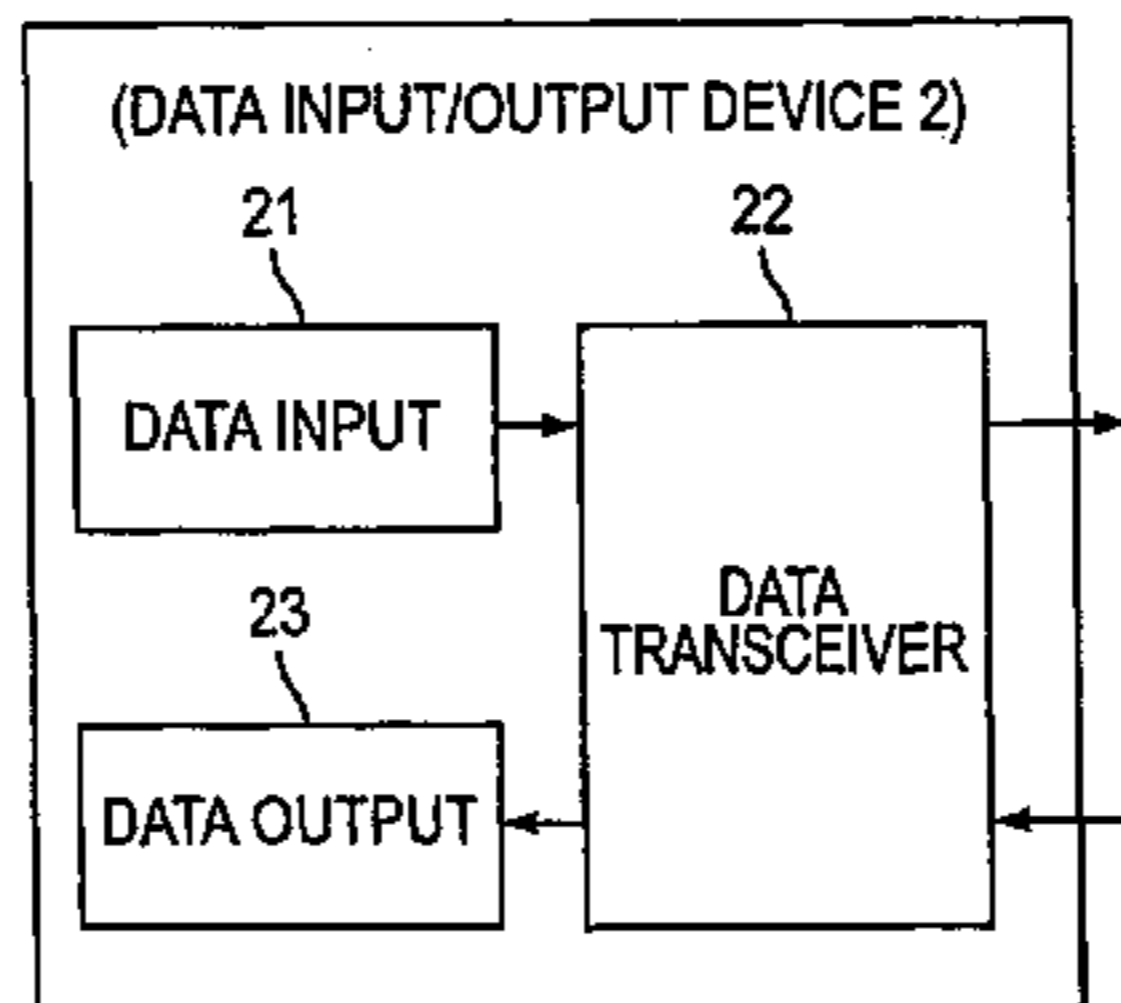 (DATA INPUT/OUTPUT DEVICE 2)
21
22
DATA INPUT
DATA
TRANSCEIVER
23
DATA OUTPUT